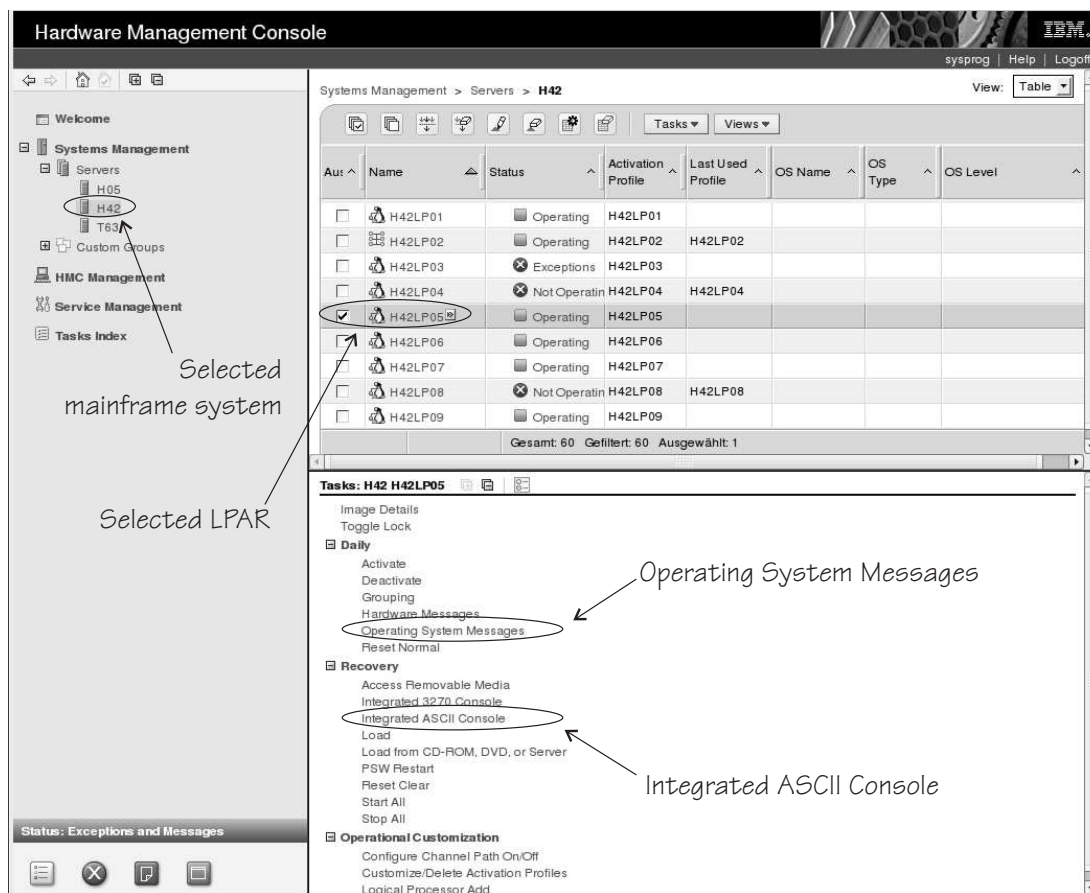 Hardware Management Console
IBM.
sysprog | Help | Logoff
Systems Management > Servers > H42
View: Table
Welcome
Systems Management
Servers
H05
H42
T63
Custom Groups
HMC Management
Service Management
Tasks Index
Selected
mainframe system
Selected LPAR
Tasks Views
Name Status Activation Profile Last Used Profile OS Name OS Type OS Level
H42LP01 Operating H42LP01
H42LP02 Operating H42LP02 H42LP02
H42LP03 Exceptions H42LP03
H42LP04 Not Operatin H42LP04 H42LP04
H42LP05 Operating H42LP05
H42LP06 Operating H42LP06
H42LP07 Operating H42LP07
H42LP08 Not Operatin H42LP08 H42LP08
H42LP09 Operating H42LP09
Gesamt: 60 Gefiltert: 60 Ausgewählt: 1
Tasks: H42 H42LP05
Image Details
Toggle Lock
Daily
Activate
Deactivate
Grouping
Hardware Messages
Operating System Messages
Reset Normal
Operating System Messages
Recovery
Access Removable Media
Integrated 3270 Console
Integrated ASCII Console
Load
Load from CD-ROM, DVD, or Server
PSW Restart
Reset Clear
Start All
Stop All
Integrated ASCII Console
Operational Customization
Configure Channel Path On/Off
Customize/Delete Activation Profiles
Logical Processor Add
Status: Exceptions and Messages